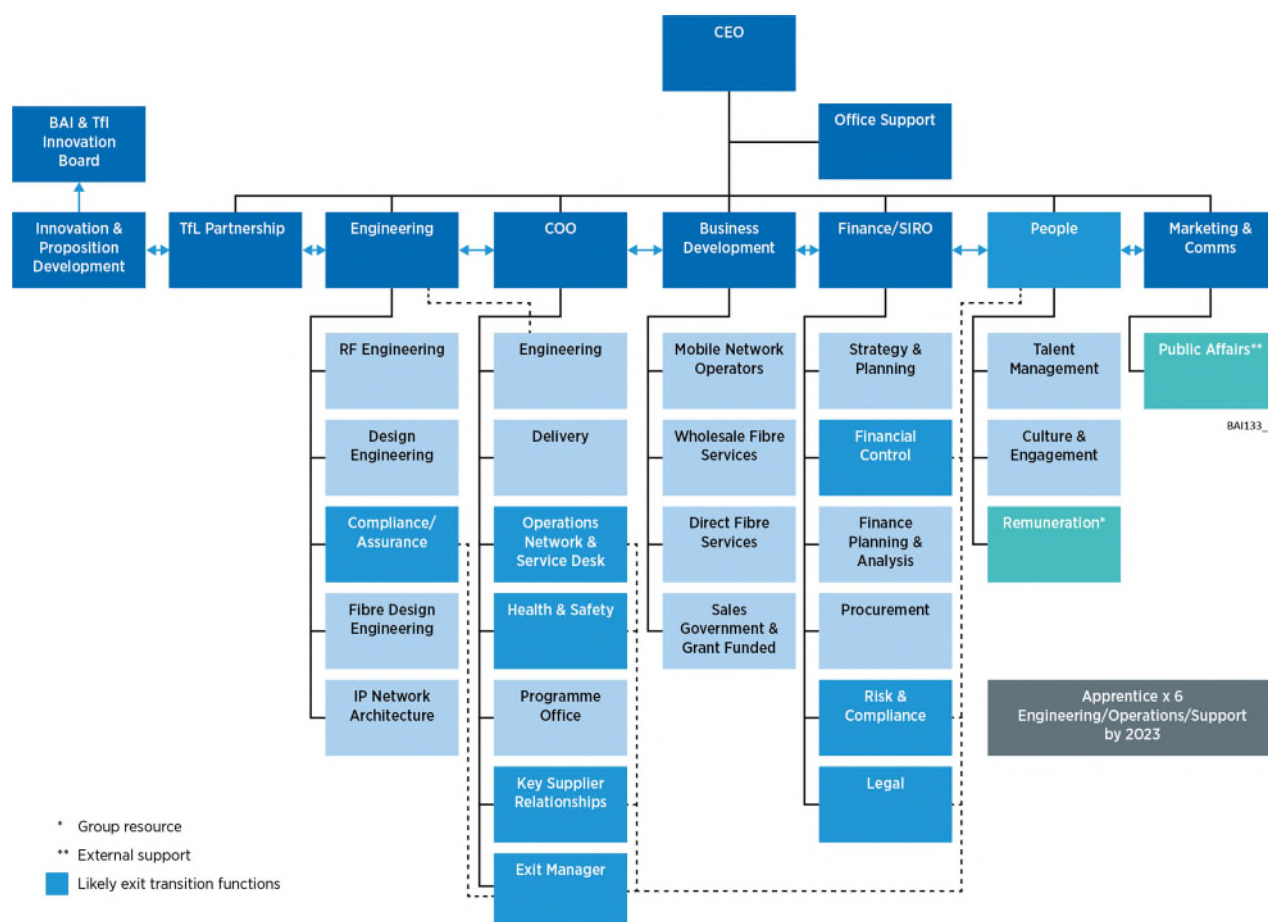 CEO
Office Support
BAI & Tfl
Innovation
Board
Innovation &
Proposition
Development
TfL Partnership
Engineering
COO
Business
Development
Finance/SIRO
People
Marketing &
Comms
RF Engineering
Design
Engineering
Compliance/
Assurance
Fibre Design
Engineering
IP Network
Architecture
Engineering
Delivery
Operations
Network &
Service Desk
Health & Safety
Programme
Office
Key Supplier
Relationships
Exit Manager
Mobile Network
Operators
Wholesale Fibre
Services
Direct Fibre
Services
Sales
Government &
Grant Funded
Strategy &
Planning
Financial
Control
Finance
Planning &
Analysis
Procurement
Risk &
Compliance
Legal
Talent
Management
Culture &
Engagement
Remuneration*
Public Affairs**
BAI133_
Apprentice x 6
Engineering/Operations/Support
by 2023
* Group resource
** External support
Likely exit transition functions